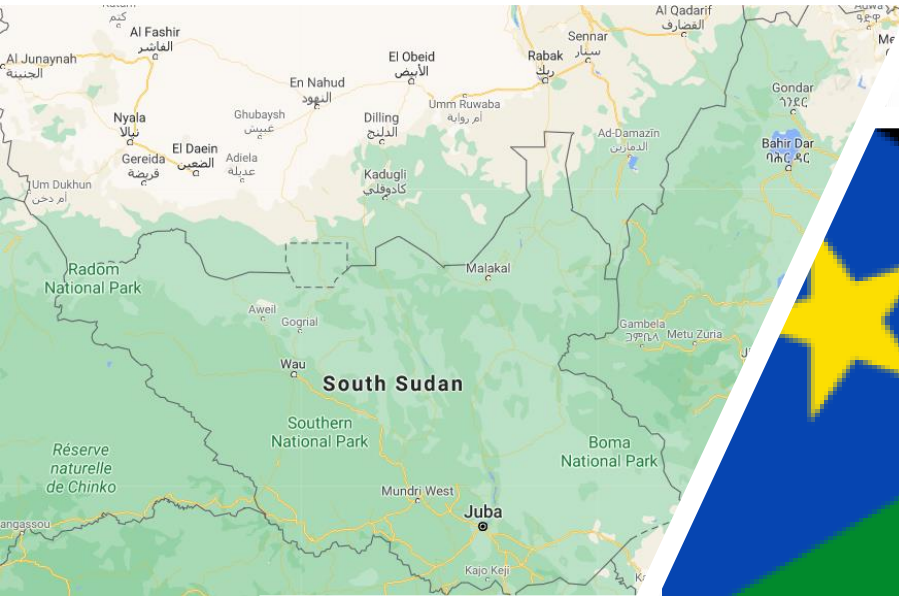 Al Qadarif
القضارف
كتم
Al Fashir
الفاشر
Sennar
سنار
Al Junaynah
الجنينة
El Obeid
الأبيض
Rabak
ربك
En Nahud
النهود
Umm Ruwaba
ام روابة
Gondar
ጎንደር
Nyala
نيالا
Ghubaysh
غبيش
Dilling
الدلنج
Ad-Damazin
الدمازين
Bahir Dar
ባሕር ዳር
Gereida
قريضة
El Daein
الضعين
Adiela
عديلة
Kadugli
كادوقلي
Um Dukhun
أم دخن
Radom
National Park
Malakal
Aweil
Gogrial
Gambela
ጋምቤላ
Metu Zuria
Wau
South Sudan
Southern
National Park
Boma
National Park
Réserve
naturelle
de Chinko
Mundri West
Juba
angassou
Kajo Keji